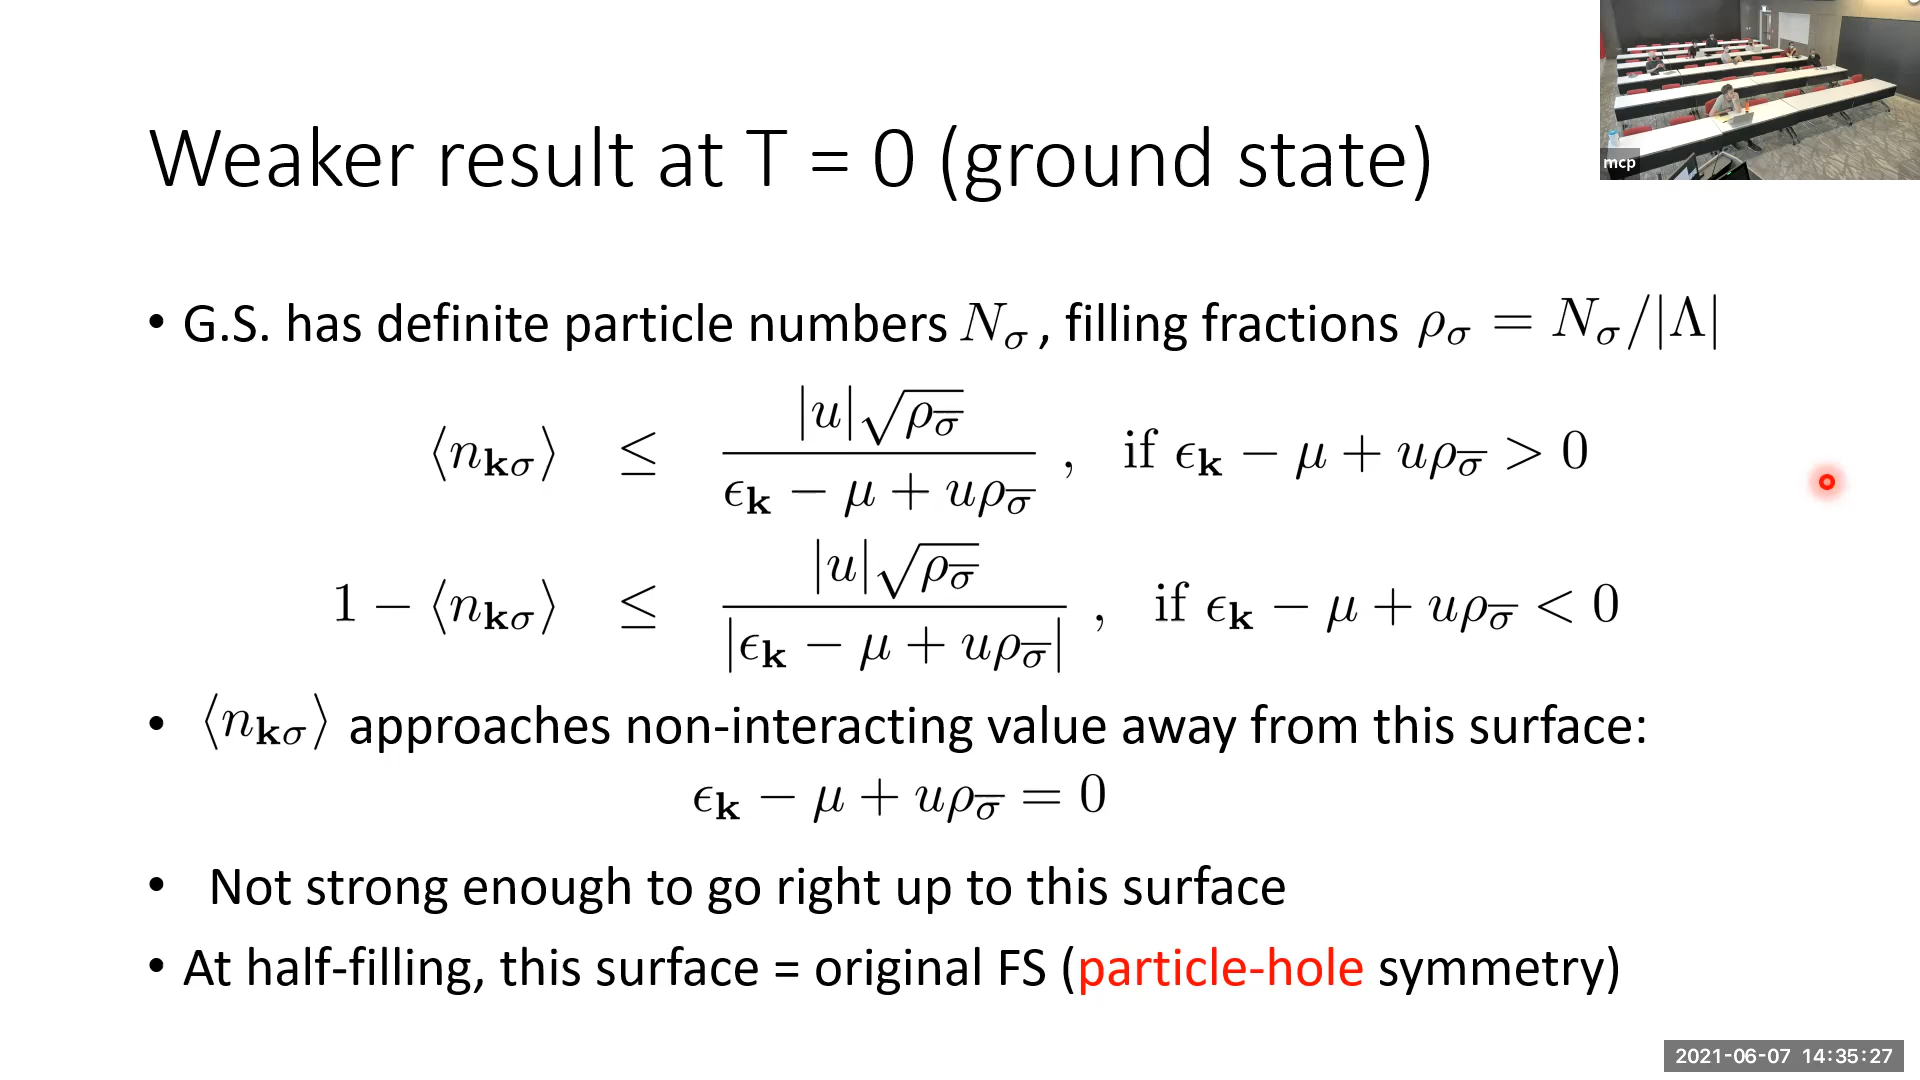 mcp
Weaker result at T = 0 (ground state)
• G.S. has definite particle numbers $N_\sigma$, filling fractions $\rho_\sigma = N_\sigma/|\Lambda|$
$\langle n_{\mathbf{k}\sigma} \rangle \leq \frac{|u|\sqrt{\rho_{\overline{\sigma}}}}{\epsilon_{\mathbf{k}} - \mu + u\rho_{\overline{\sigma}}}$, if $\epsilon_{\mathbf{k}} - \mu + u\rho_{\overline{\sigma}} > 0$
$1 - \langle n_{\mathbf{k}\sigma} \rangle \leq \frac{|u|\sqrt{\rho_{\overline{\sigma}}}}{|\epsilon_{\mathbf{k}} - \mu + u\rho_{\overline{\sigma}}|}$, if $\epsilon_{\mathbf{k}} - \mu + u\rho_{\overline{\sigma}} < 0$
• $\langle n_{\mathbf{k}\sigma} \rangle$ approaches non-interacting value away from this surface:
$\epsilon_{\mathbf{k}} - \mu + u\rho_{\overline{\sigma}} = 0$
• Not strong enough to go right up to this surface
• At half-filling, this surface = original FS (particle-hole symmetry)
2021-06-07 14:35:27